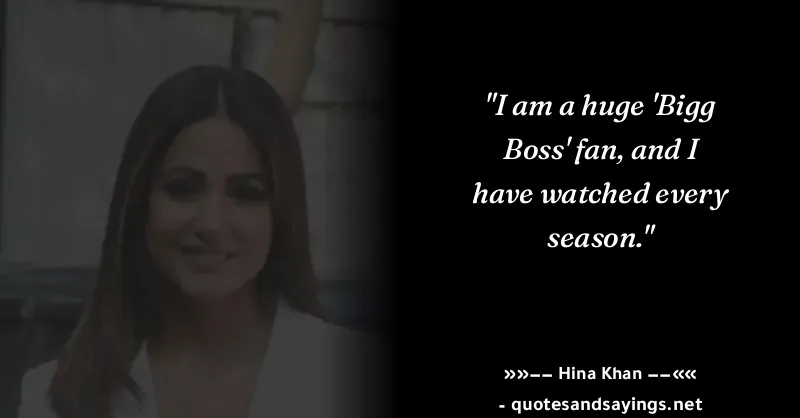 "I am a huge 'Bigg
Boss' fan, and I
have watched every
season."
»»−− Hina Khan −−««
- quotesandsayings.net